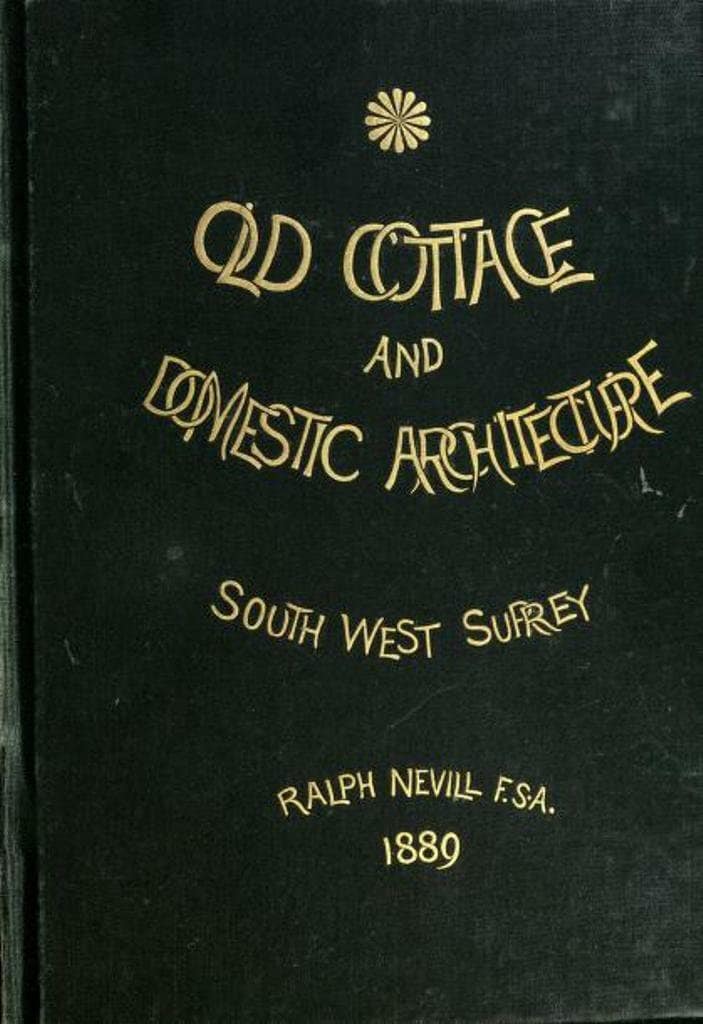 OLD COTTAGE
AND
DOMESTIC ARCHITECTURE
SOUTH WEST SURREY
RALPH NEVILL F.S.A.
1889